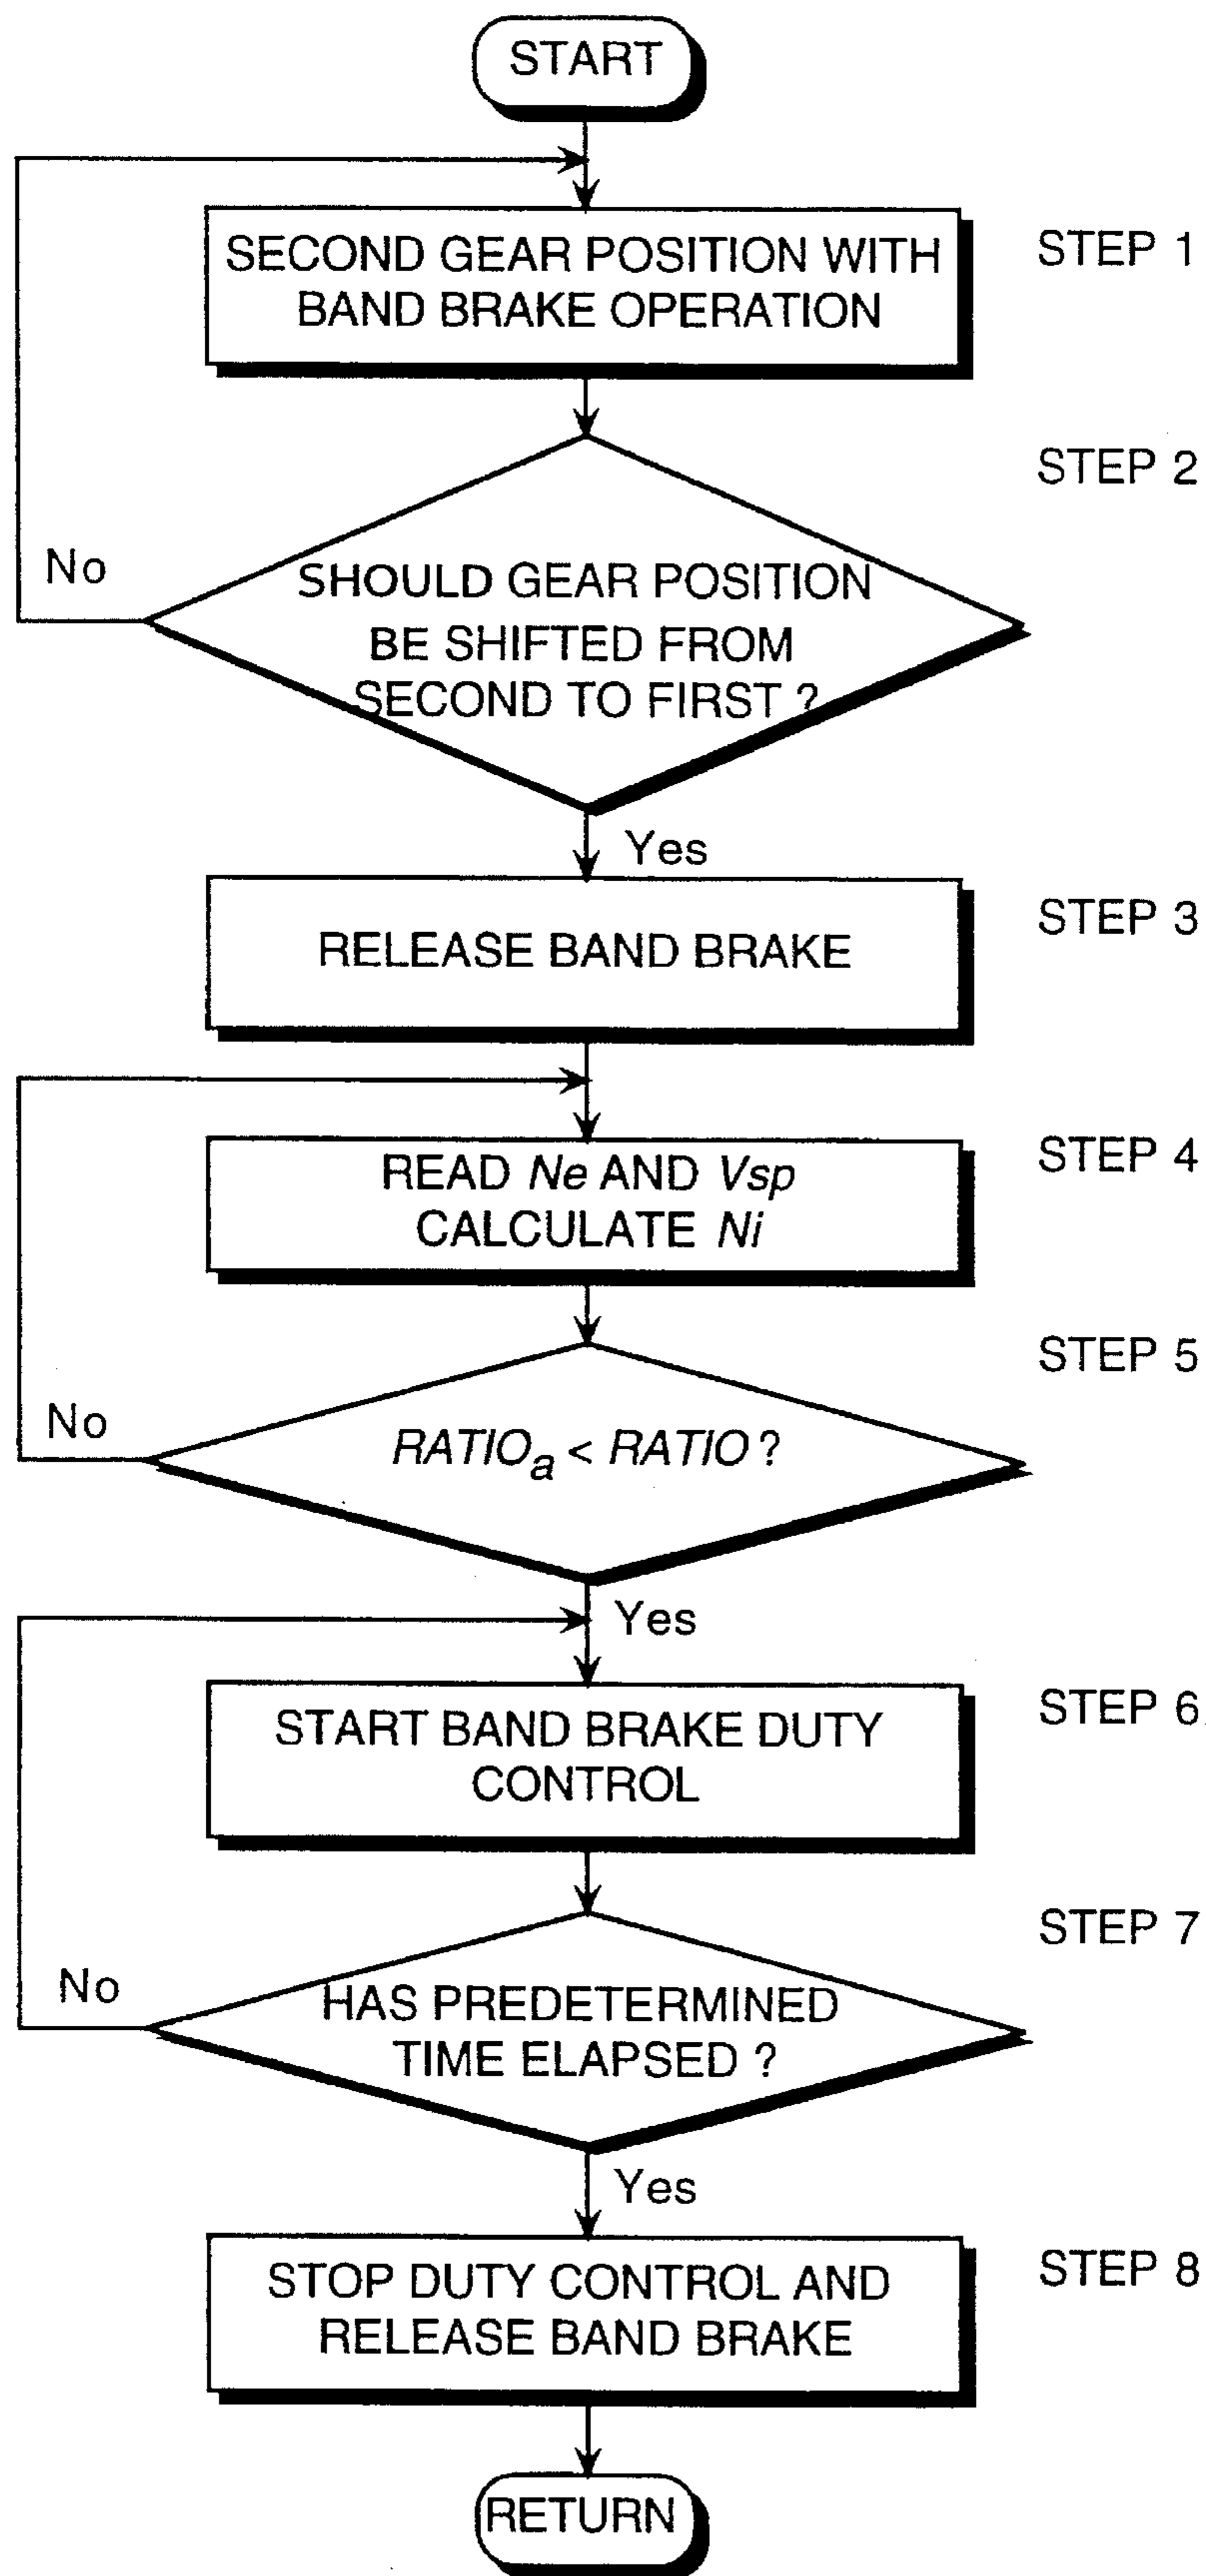 START
SECOND GEAR POSITION WITH
BAND BRAKE OPERATION
STEP 1
STEP 2
No
SHOULD GEAR POSITION
BE SHIFTED FROM
SECOND TO FIRST ?
Yes
RELEASE BAND BRAKE
STEP 3
READ Ne AND Vsp
CALCULATE Ni
STEP 4
STEP 5
No
RATIOa < RATIO ?
Yes
START BAND BRAKE DUTY
CONTROL
STEP 6
STEP 7
No
HAS PREDETERMINED
TIME ELAPSED ?
Yes
STOP DUTY CONTROL AND
RELEASE BAND BRAKE
STEP 8
RETURN